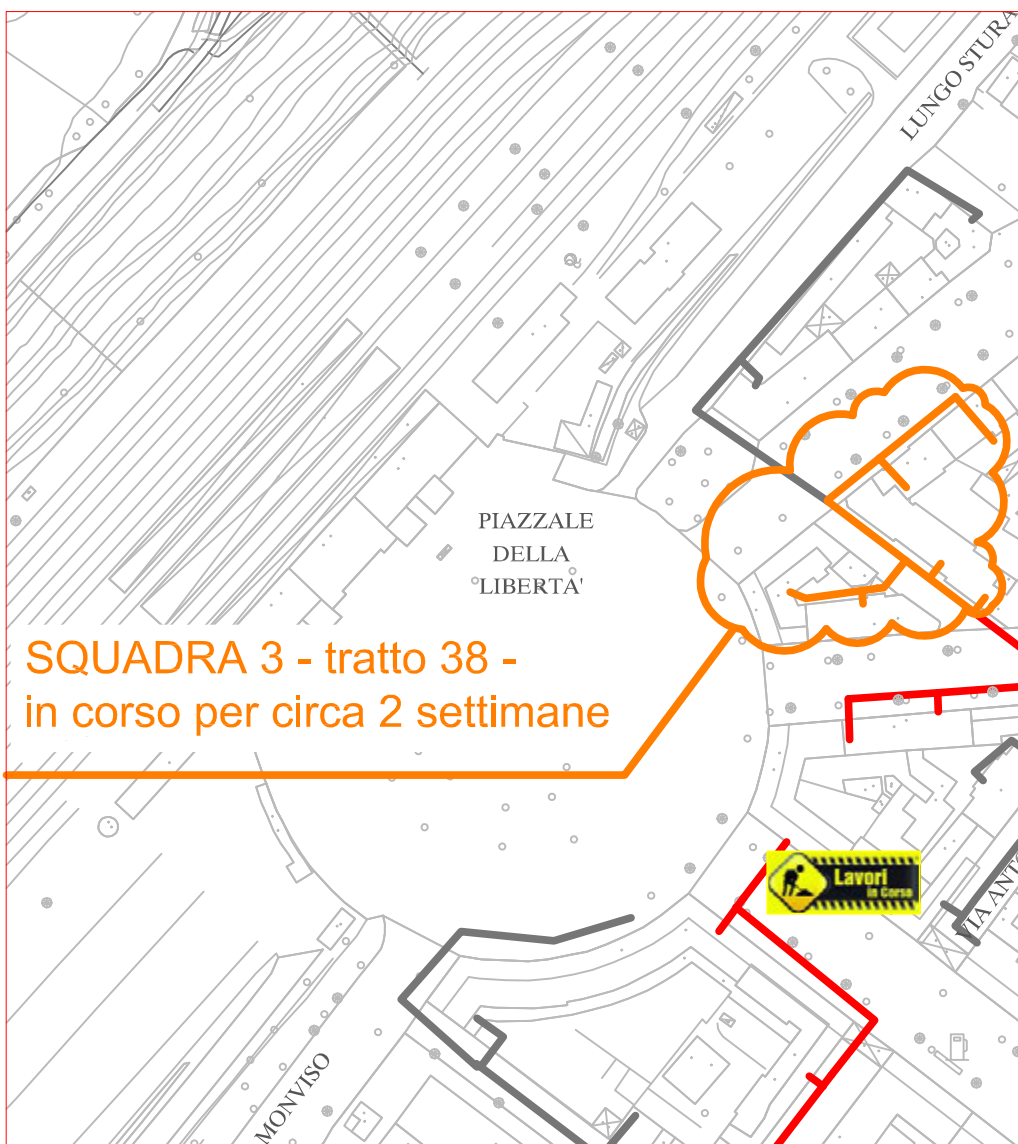 LUNGO STURA
PIAZZALE
DELLA
LIBERTA'
SQUADRA 3 - tratto 38 -
in corso per circa 2 settimane
Lavori
in Corso
VIA ANTO
MONVISO